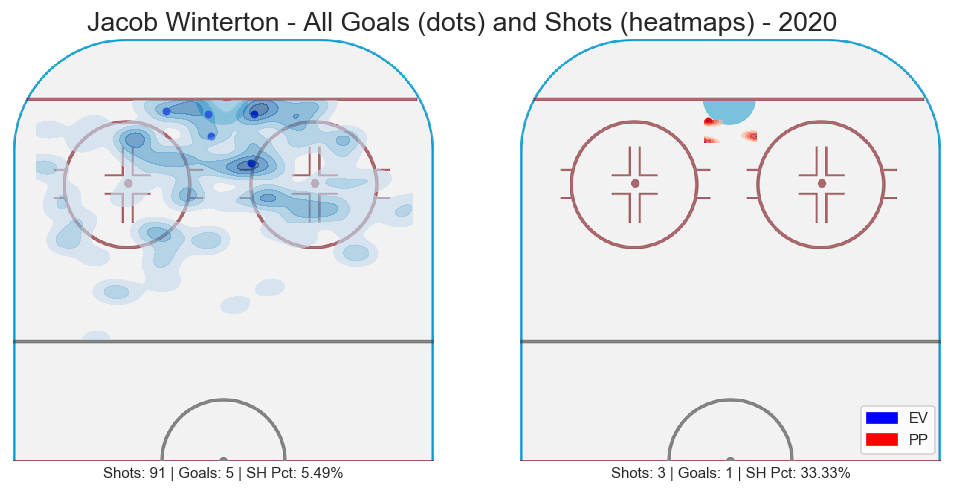 Jacob Winterton - All Goals (dots) and Shots (heatmaps) - 2020
EV
PP
Shots: 91 | Goals: 5 | SH Pct: 5.49%
Shots: 3 | Goals: 1 | SH Pct: 33.33%